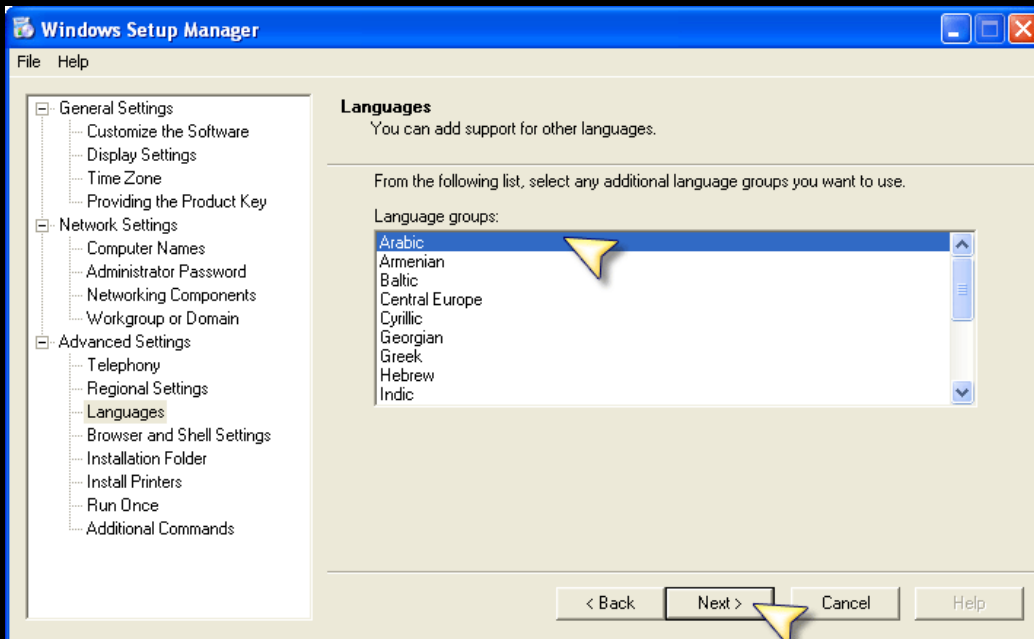 Windows Setup Manager
File Help
General Settings
Customize the Software
Display Settings
Time Zone
Providing the Product Key
Network Settings
Computer Names
Administrator Password
Networking Components
Workgroup or Domain
Advanced Settings
Telephony
Regional Settings
Languages
Browser and Shell Settings
Installation Folder
Install Printers
Run Once
Additional Commands
Languages
You can add support for other languages.
From the following list, select any additional language groups you want to use.
Language groups:
Arabic
Armenian
Baltic
Central Europe
Cyrillic
Georgian
Greek
Hebrew
Indic
< Back Next > Cancel Help